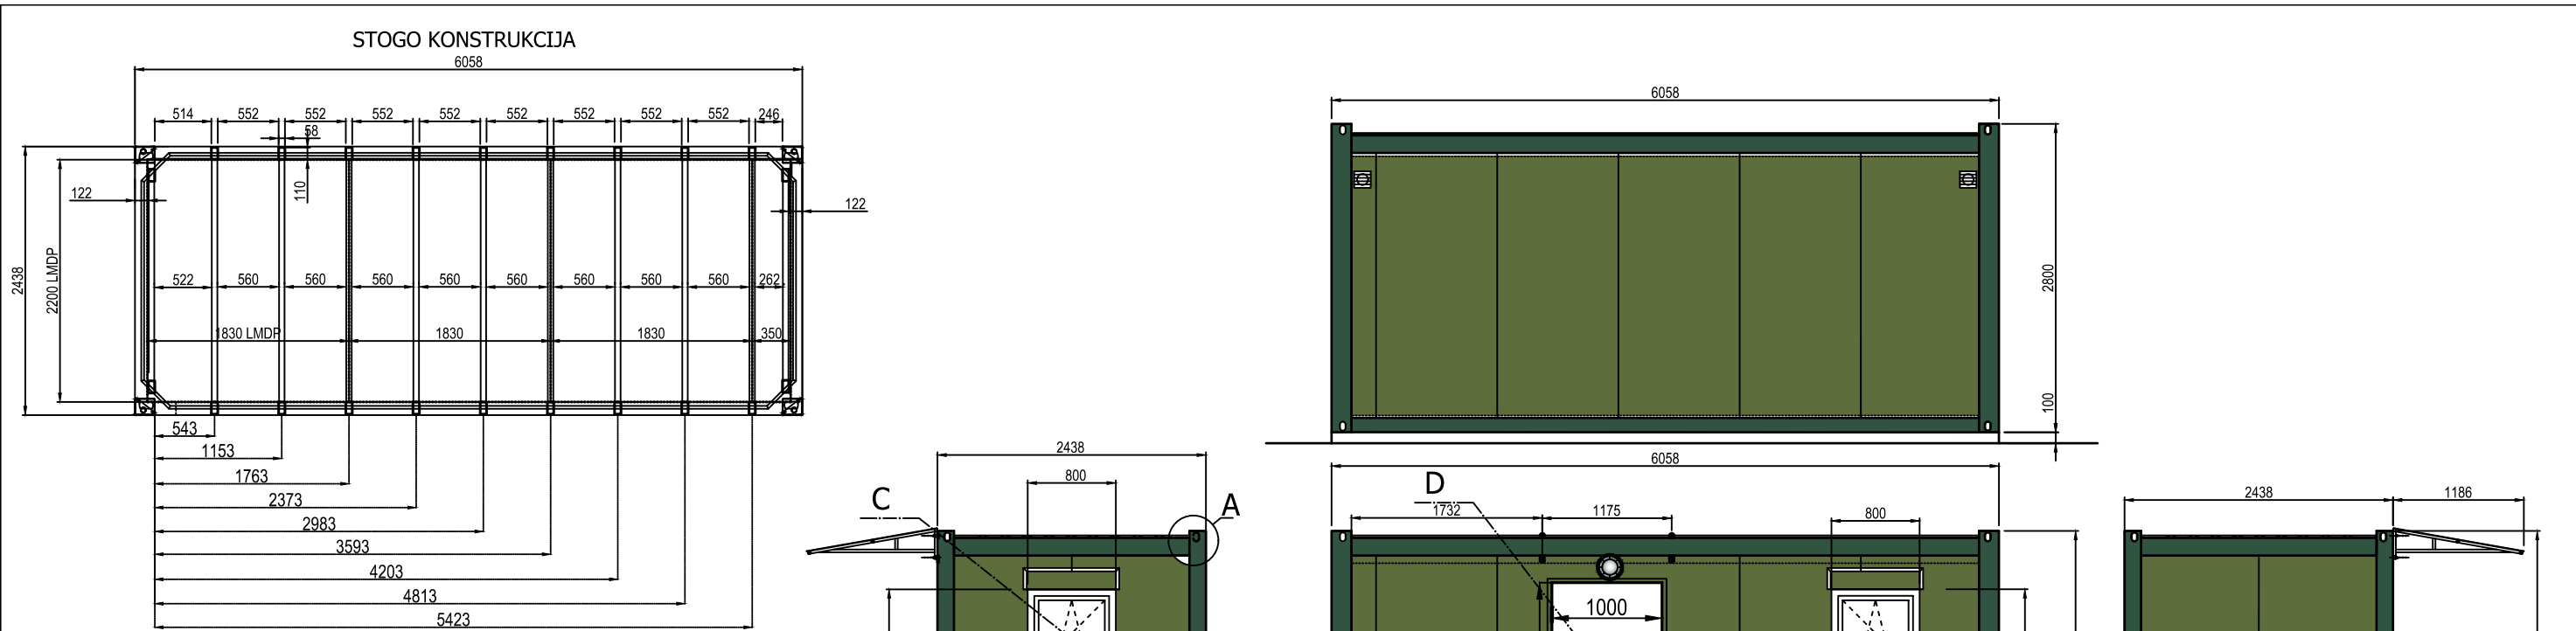 STOGO KONSTRUKCIJA
6058
514 552 552 552 552 552 552 552 552 246
58
110
122
122
2438
2200 LMDP
522 560 560 560 560 560 560 560 560 262
1830 LMDP 1830 1830 350
543
1153
1763
2373
2983
3593
4203
4813
5423
6058
2800
100
2438
800
C
A
6058
D
1732 1175 800
1000
2438 1186